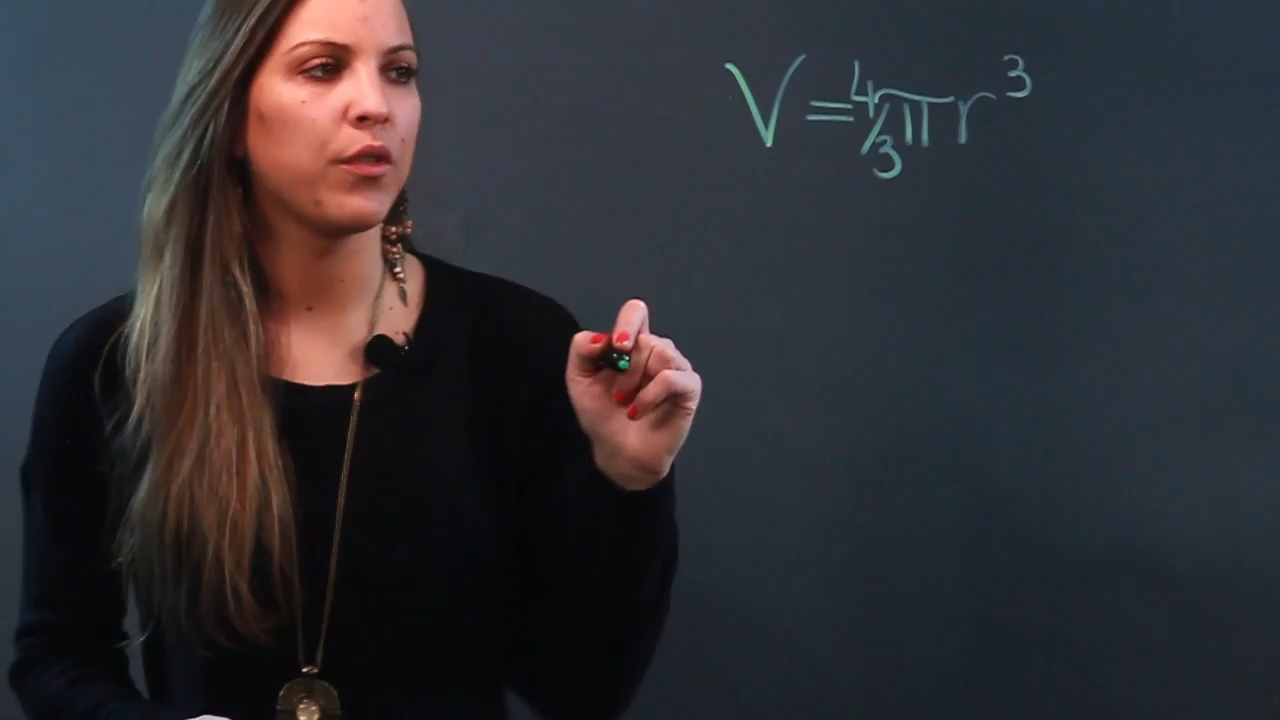 V = 4/3 π r³